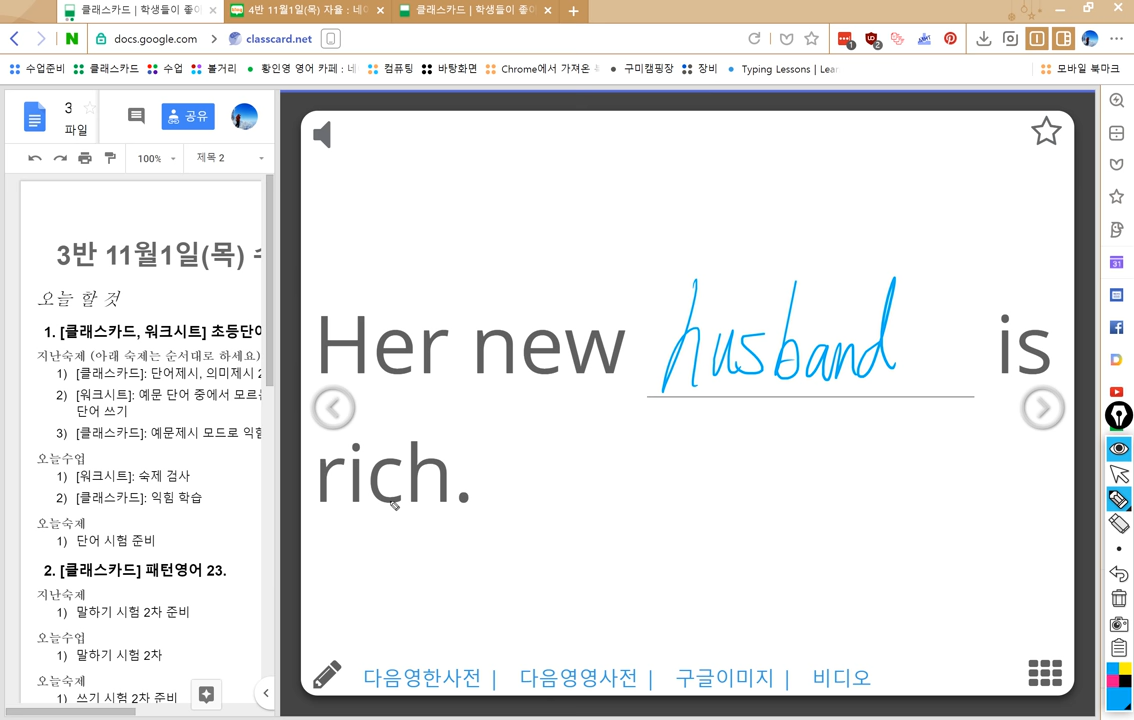 클래스카드 | 학생들이 좋아
4반 11월1일(목) 자율 : 네
클래스카드 | 학생들이 좋아
docs.google.com
classcard.net
수업준비
클래스카드
수업
볼거리
황인영 영어 카페 : 네
컴퓨팅
바탕화면
Chrome에서 가져온
구미캠핑장
장비
Typing Lessons | Lear
모바일 북마크
3
파일
공유
100%
제목 2
3반 11월1일(목)
오늘 할 것
1. [클래스카드, 워크시트] 초등단어
지난숙제 (아래 숙제는 순서대로 하세요)
1) [클래스카드]: 단어제시, 의미제시 2
2) [워크시트]: 예문 단어 중에서 모르
단어 쓰기
3) [클래스카드]: 예문제시 모드로 익힘
오늘수업
1) [워크시트]: 숙제 검사
2) [클래스카드]: 익힘 학습
오늘숙제
1) 단어 시험 준비
2. [클래스카드] 패턴영어 23.
지난숙제
1) 말하기 시험 2차 준비
오늘수업
1) 말하기 시험 2차
오늘숙제
1) 쓰기 시험 2차 준비
Her new husband is
rich.
다음영한사전 | 다음영영사전 | 구글이미지 | 비디오